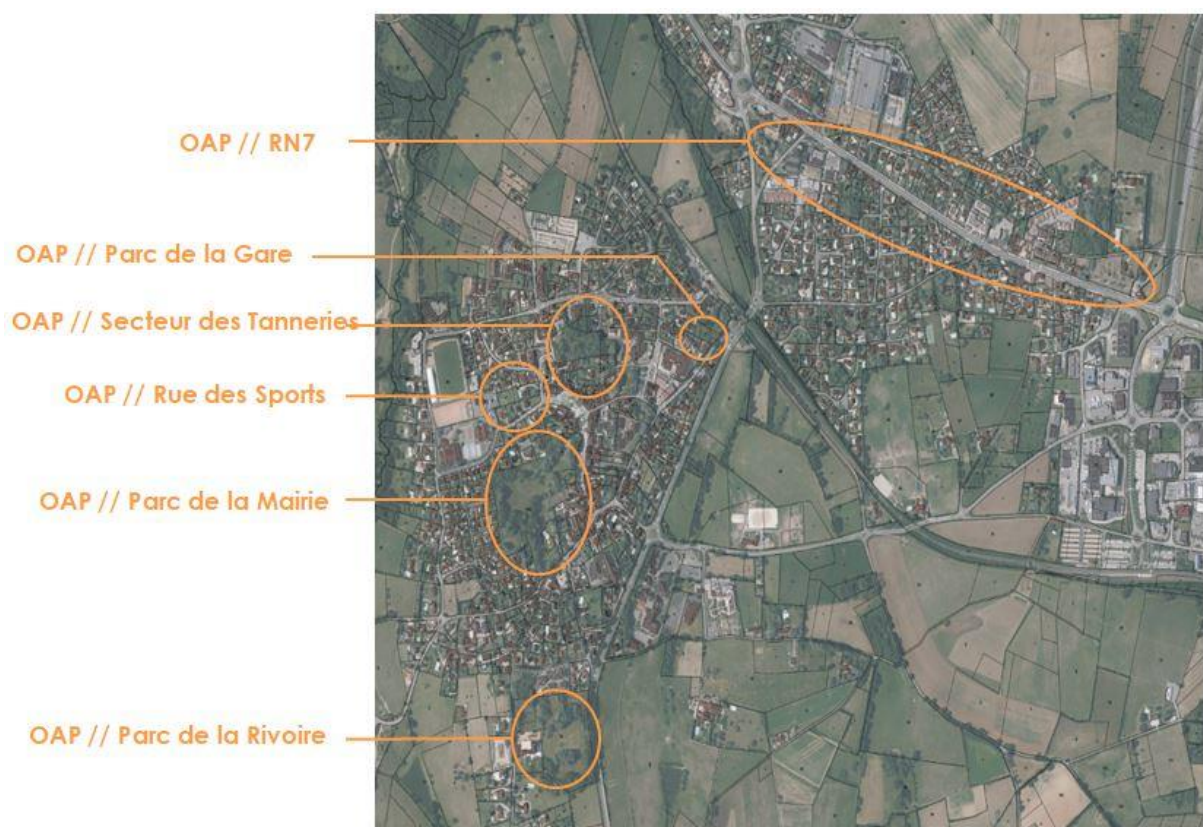 OAP // RN7
OAP // Parc de la Gare
OAP // Secteur des Tanneries
OAP // Rue des Sports
OAP // Parc de la Mairie
OAP // Parc de la Rivoire